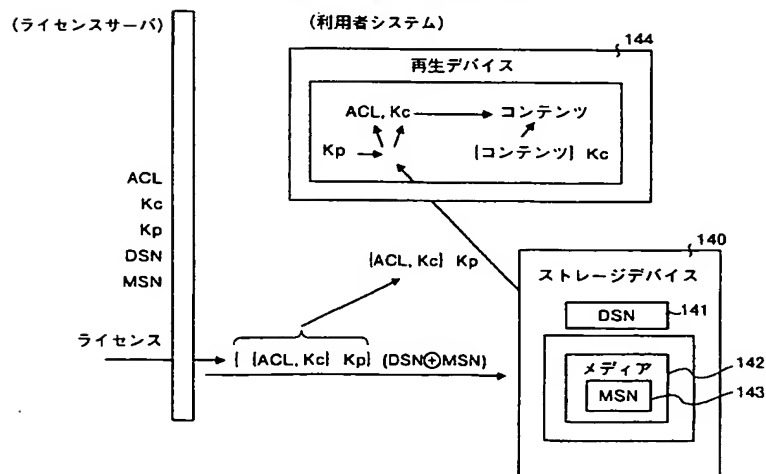 (ライセンスサーバ)
(利用者システム)
144
再生デバイス
ACL, Kc
コンテンツ
Kp
{コンテンツ} Kc
ACL
Kc
Kp
DSN
MSN
{ACL, Kc} Kp
ライセンス
{ {ACL, Kc} Kp} (DSN⊕MSN)
140
ストレージデバイス
DSN
141
メディア
142
MSN
143